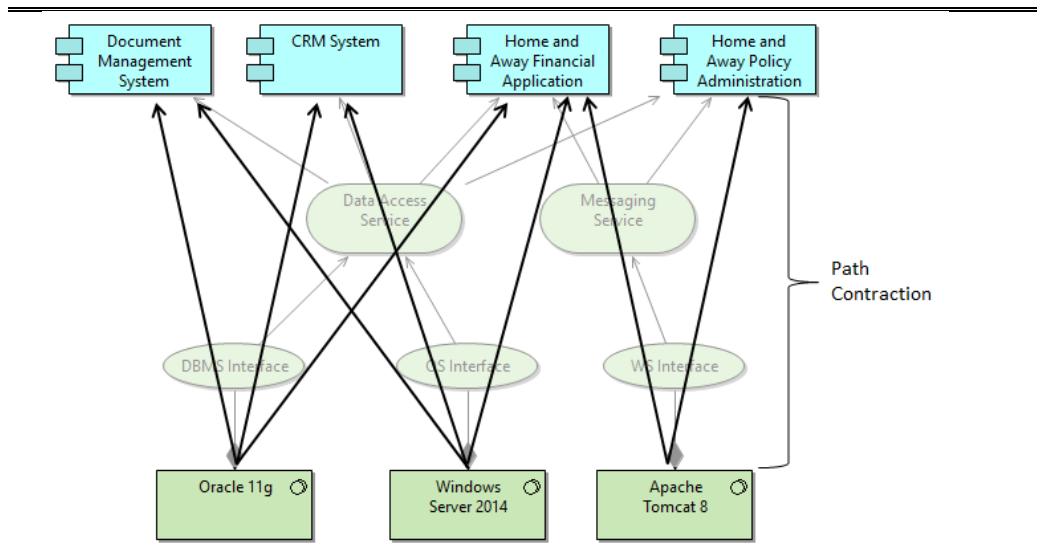 Document
Management
System
CRM System
Home and
Away Financial
Application
Home and
Away Policy
Administration
Data Access
Service
Messaging
Service
Path
Contraction
DBMS Interface
OS Interface
WS Interface
Oracle 11g
Windows
Server 2014
Apache
Tomcat 8